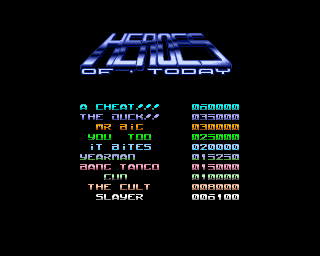 HEROES
OF . TODAY
A CHEAT!!! 060000
THE DUCK!! 035000
MR BIG 030000
YOU TOO 025000
IT BITES 020000
YEARMAN 015250
BANG TANGO 015000
GUN 010000
THE CULT 008000
SLAYER 006100